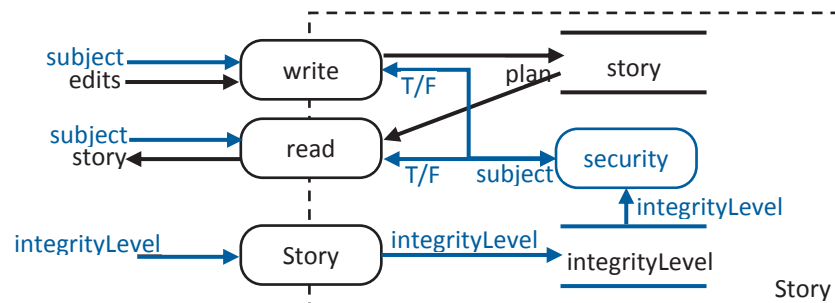 subject
edits
write
T/F
plan
story
subject
story
read
T/F
subject
security
integrityLevel
integrityLevel
Story
integrityLevel
integrityLevel
Story